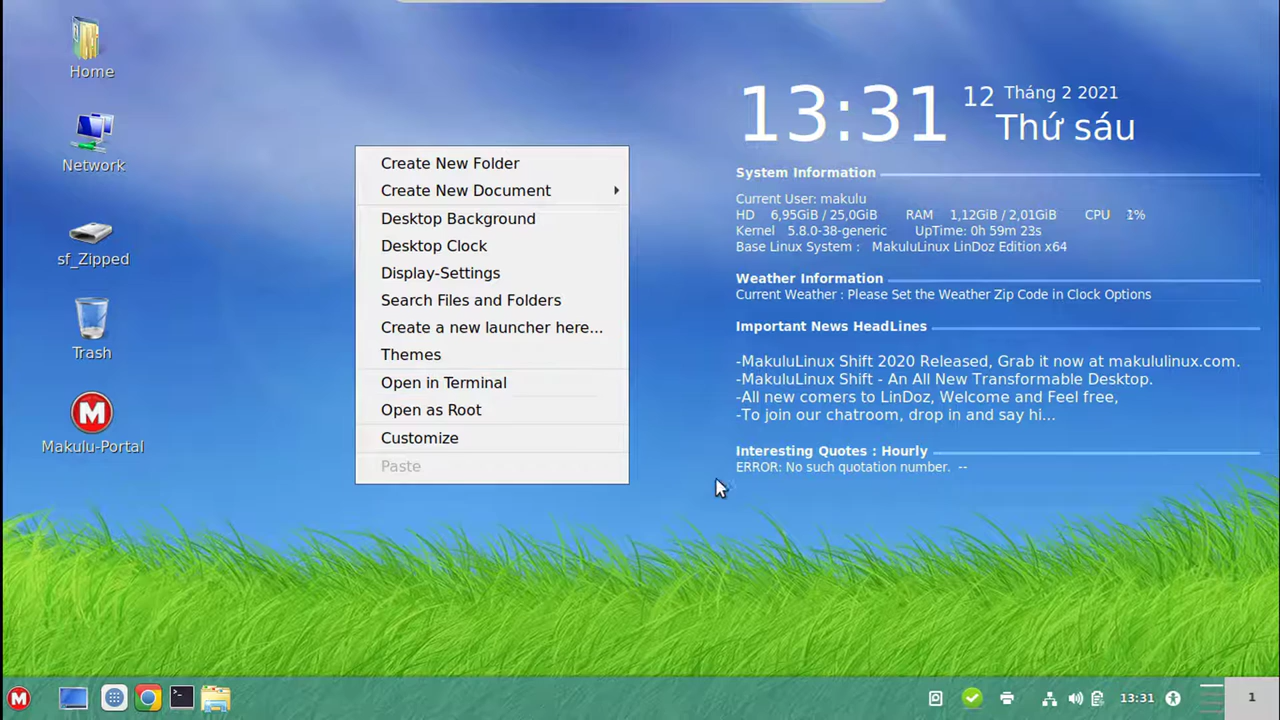 Home
Network
sf_Zipped
Trash
M
Makulu-Portal
Create New Folder
Create New Document
Desktop Background
Desktop Clock
Display-Settings
Search Files and Folders
Create a new launcher here...
Themes
Open in Terminal
Open as Root
Customize
Paste
13:31 12 Tháng 2 2021
Thứ sáu
System Information
Current User: makulu
HD 6,95GiB / 25,0GiB RAM 1,12GiB / 2,01GiB CPU 1%
Kernel 5.8.0-38-generic UpTime: 0h 59m 23s
Base Linux System : MakuluLinux LinDoz Edition x64
Weather Information
Current Weather : Please Set the Weather Zip Code in Clock Options
Important News HeadLines
-MakuluLinux Shift 2020 Released, Grab it now at makululinux.com.
-MakuluLinux Shift - An All New Transformable Desktop.
-All new comers to LinDoz, Welcome and Feel free,
-To join our chatroom, drop in and say hi...
Interesting Quotes : Hourly
ERROR: No such quotation number. --
M
13:31
1